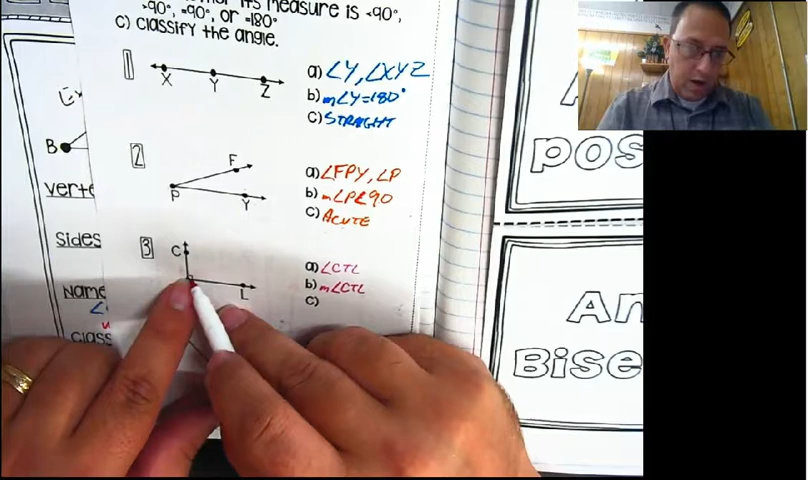 its measure is <90°,
>90°, =90°, or =180°
c) Classify the angle.
1
X Y Z
a) ∠Y, ∠XYZ
b) m∠Y=180°
c) STRAIGHT
2
F
P
Y
a) ∠FPY, ∠P
b) m∠P<90
c) ACUTE
3
C
L
a) ∠CTL
b) m∠CTL
c)
B
verte
Sides
Name
Class
pos
An
Bise